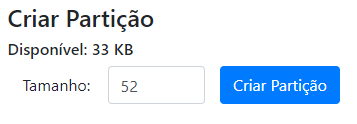 Criar Partição
Disponível: 33 KB
Tamanho: 52 Criar Partição